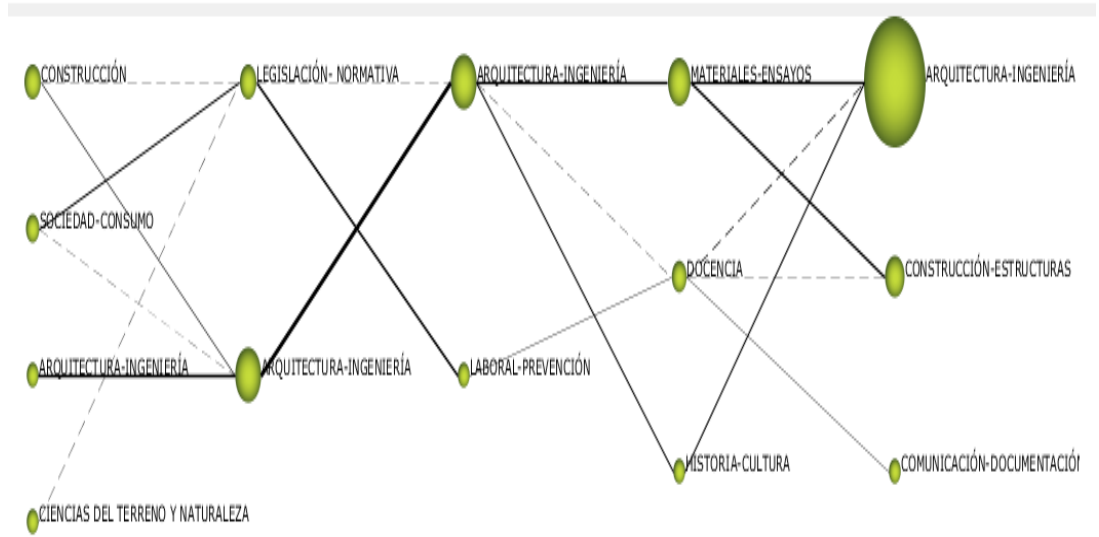 CONSTRUCCIÓN
LEGISLACIÓN- NORMATIVA
ARQUITECTURA-INGENIERÍA
MATERIALES-ENSAYOS
ARQUITECTURA-INGENIERÍA
SOCIEDAD-CONSUMO
DOCENCIA
CONSTRUCCIÓN-ESTRUCTURAS
ARQUITECTURA-INGENIERÍA
ARQUITECTURA-INGENIERÍA
LABORAL-PREVENCIÓN
HISTORIA-CULTURA
COMUNICACIÓN-DOCUMENTACIÓN
CIENCIAS DEL TERRENO Y NATURALEZA